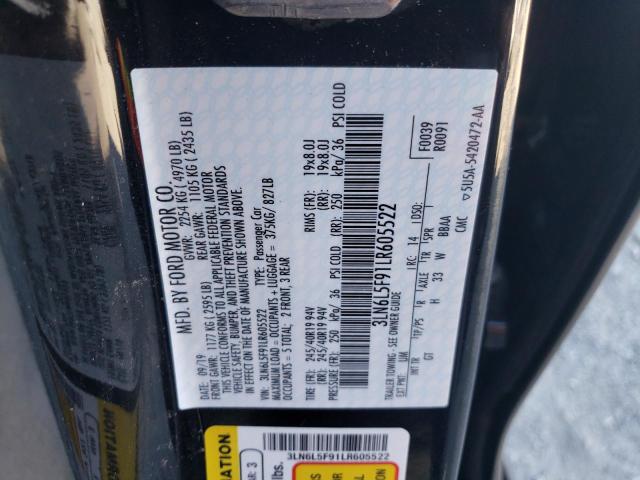 MFD. BY FORD MOTOR CO.
09/19
GVWR: 2254 KG ( 4970 LB)
FRONT GAWR: 1177 KG ( 2595 LB)
REAR GAWR: 1105 KG ( 2435 LB)
THIS VEHICLE CONFORMS TO ALL APPLICABLE FEDERAL MOTOR
VEHICLE SAFETY, BUMPER, AND THEFT PREVENTION STANDARDS
IN EFFECT ON THE DATE OF MANUFACTURE SHOWN ABOVE.
VIN: 3LN6L5F91LR605522
TYPE: Passenger Car
MAXIMUM LOAD = OCCUPANTS + LUGGAGE = 375KG/ 827LB
OCCUPANTS = 5 TOTAL; 2 FRONT, 3 REAR
TIRE (FR): 245/40R19 94V RIMS (FR): 19x8.0J
TIRE (RR): 245/40R19 94V (RR): 19x8.0J
PRESSURE (FR): 250 kPa/ 36 PSI COLD (RR): 250 kPa/ 36 PSI COLD
3LN6L5F91LR605522
F0039
R0091
TRAILER TOWING - SEE OWNER GUIDE
EXT PNT: RC: 14 DSO:
INT TR TP/PS R AXLE TR SPR
GT H 33 W BBAA
CMC
5U5A-5420472-AA
3LN6L5F91LR605522